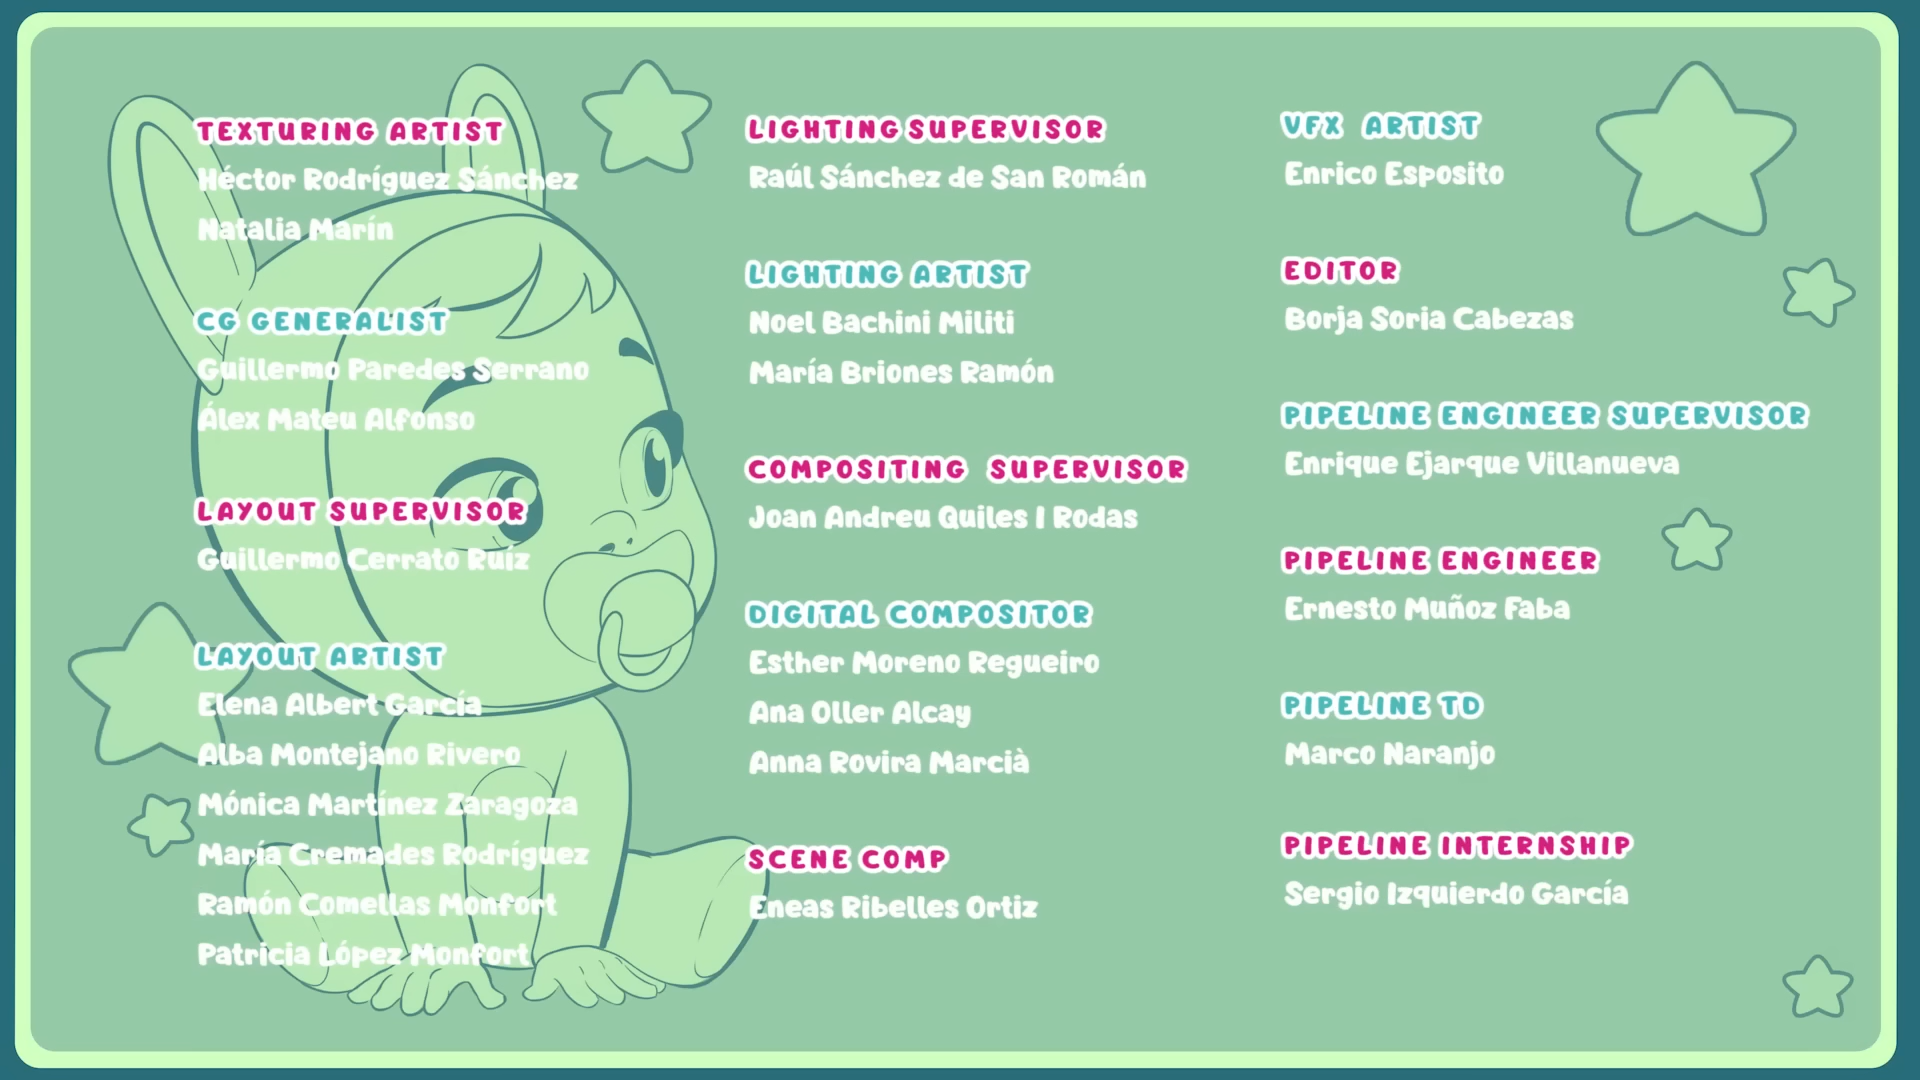 TEXTURING ARTIST
Héctor Rodríguez Sánchez
Natalia Marín
CG GENERALIST
Guillermo Paredes Serrano
Álex Mateu Alfonso
LAYOUT SUPERVISOR
Guillermo Cerrato Ruíz
LAYOUT ARTIST
Elena Albert García
Alba Montejano Rivero
Mónica Martínez Zaragoza
María Cremades Rodríguez
Ramón Comellas Monfort
Patricia López Monfort
LIGHTING SUPERVISOR
Raúl Sánchez de San Román
LIGHTING ARTIST
Noel Bachini Militi
María Briones Ramón
COMPOSITING SUPERVISOR
Joan Andreu Quiles I Rodas
DIGITAL COMPOSITOR
Esther Moreno Regueiro
Ana Oller Alcay
Anna Rovira Marcià
SCENE COMP
Eneas Ribelles Ortiz
VFX ARTIST
Enrico Esposito
EDITOR
Borja Soria Cabezas
PIPELINE ENGINEER SUPERVISOR
Enrique Ejarque Villanueva
PIPELINE ENGINEER
Ernesto Muñoz Faba
PIPELINE TD
Marco Naranjo
PIPELINE INTERNSHIP
Sergio Izquierdo García